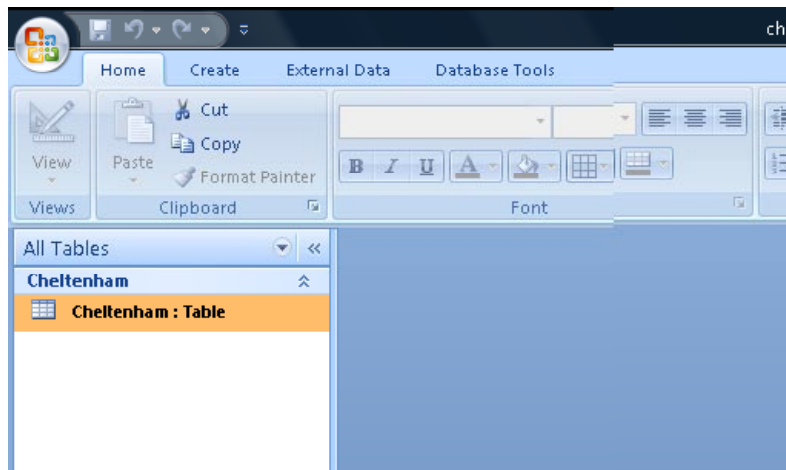 ch
Home Create External Data Database Tools
Cut
Copy
View Paste Format Painter
B I U A
Views Clipboard Font
All Tables
Cheltenham
Cheltenham : Table